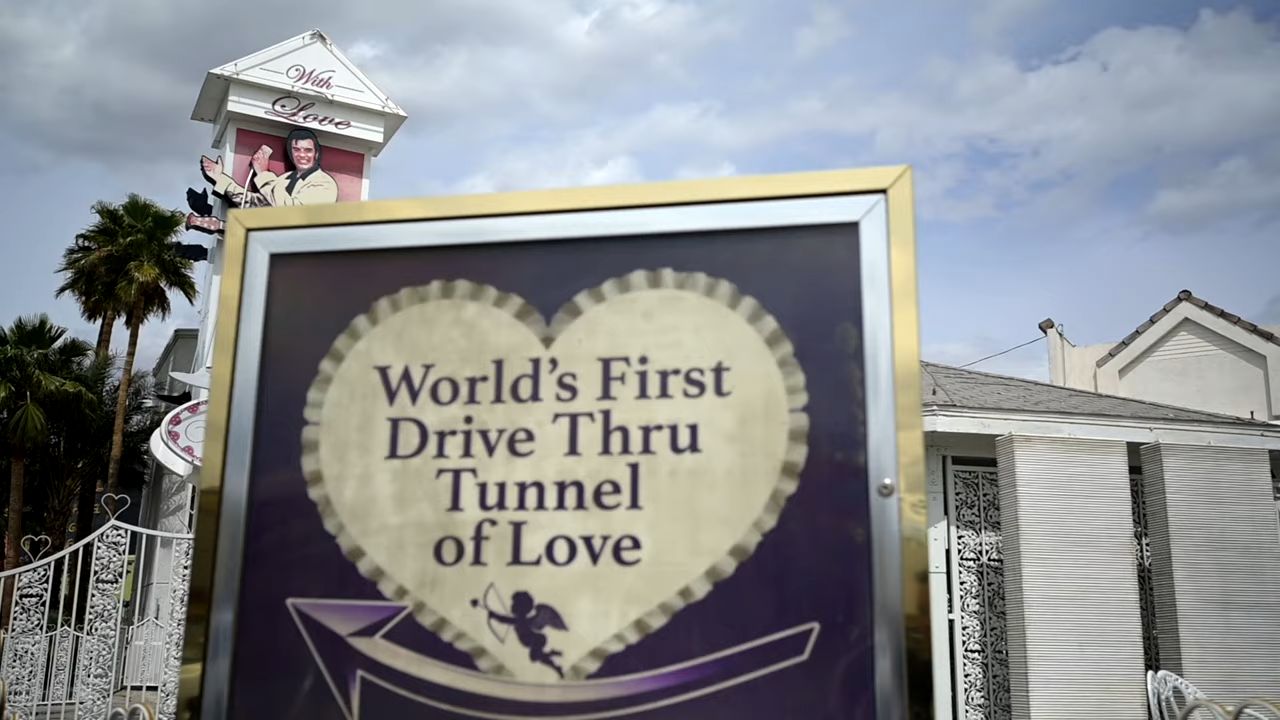 With
Love
World's First
Drive Thru
Tunnel
of Love